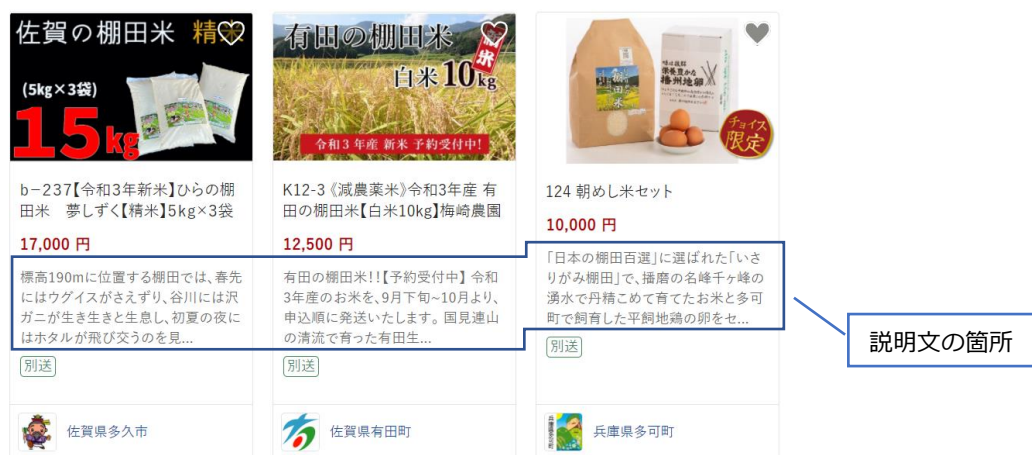 佐賀の棚田米 精米
(5kg×3袋)
15kg
b－237【令和3年新米】ひらの棚
田米　夢しずく【精米】5kg×3袋
17,000 円
標高190mに位置する棚田では、春先
にはウグイスがさえずり、谷川には沢
ガニが生き生きと生息し、初夏の夜に
はホタルが飛び交うのを見...
別送
佐賀県多久市
有田の棚田米
新米
白米10kg
令和3年産 新米 予約受付中!
K12-3 《減農薬米》令和3年産 有
田の棚田米【白米10kg】梅崎農園
12,500 円
有田の棚田米!!【予約受付中】 令和
3年産のお米を、9月下旬~10月より、
申込順に発送いたします。 国見連山
の清流で育った有田生...
別送
佐賀県有田町
棚田米
栄養豊かな
播州地卵
チョイス
限定
124 朝めし米セット
10,000 円
「日本の棚田百選」に選ばれた「いさ
りがみ棚田」で、播磨の名峰千ヶ峰の
湧水で丹精こめて育てたお米と多可
町で飼育した平飼地鶏の卵をセ...
別送
兵庫県多可町
説明文の箇所